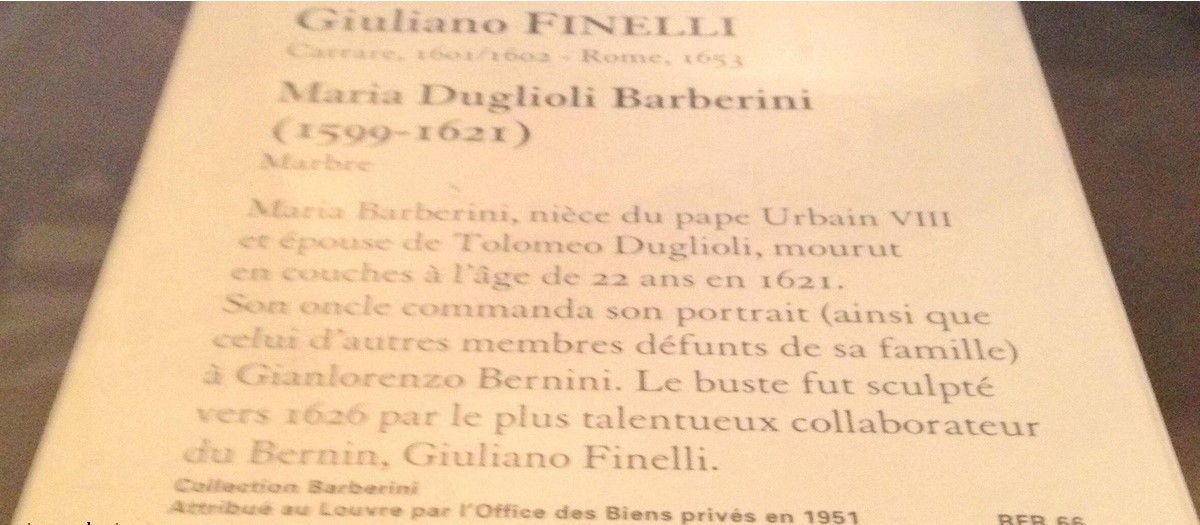 Giuliano FINELLI
Carrare, 1601/1602 - Rome, 1653
Maria Duglioli Barberini
(1599-1621)
Marbre
Maria Barberini, nièce du pape Urbain VIII
et épouse de Tolomeo Duglioli, mourut
en couches à l'âge de 22 ans en 1621.
Son oncle commanda son portrait (ainsi que
celui d'autres membres défunts de sa famille)
à Gianlorenzo Bernini. Le buste fut sculpté
vers 1626 par le plus talentueux collaborateur
du Bernin, Giuliano Finelli.
Collection Barberini
Attribué au Louvre par l'Office des Biens privés en 1951
RFR 66